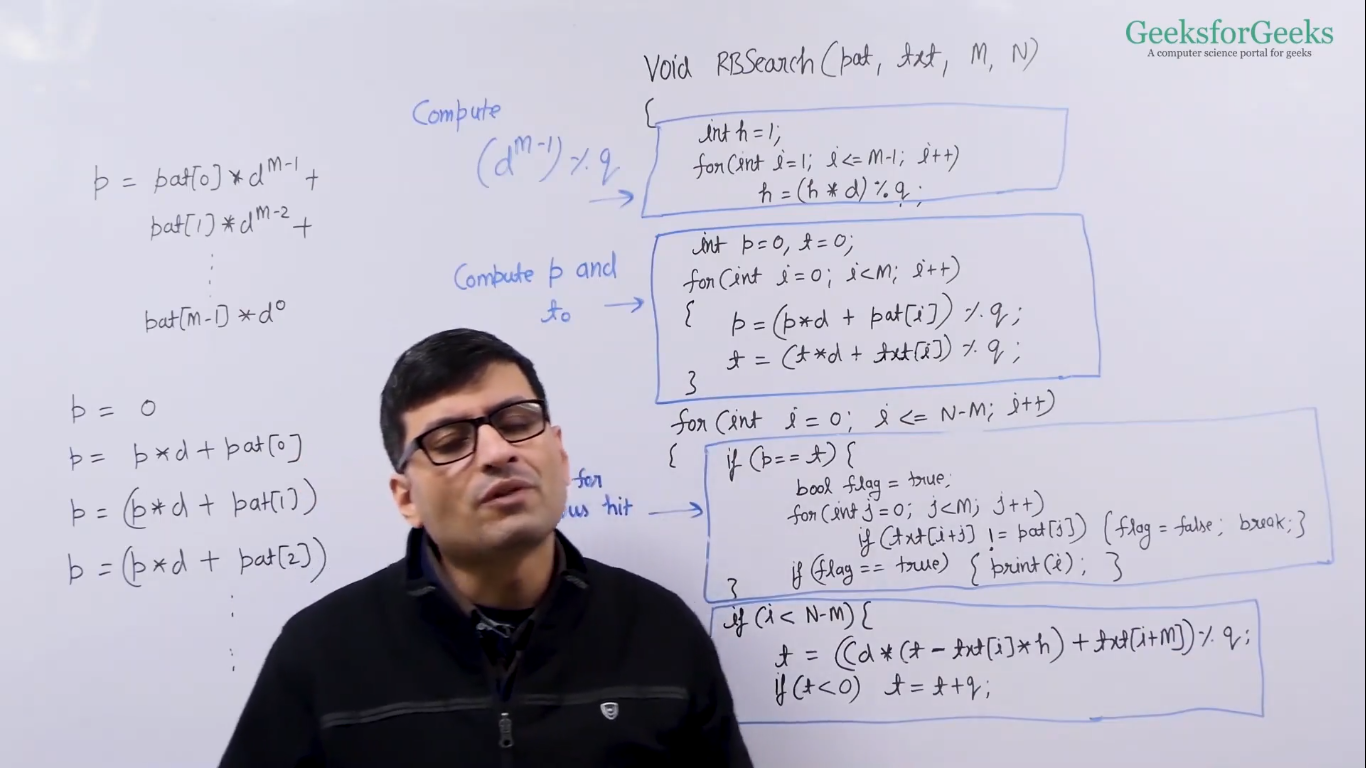 GeeksforGeeks
A computer science portal for geeks
Void RBSearch(pat, txt, M, N)
{
int h=1;
for(int i=1; i<=M-1; i++)
h=(h*d)%q;
int p=0, t=0;
for(int i=0; i<M; i++)
{ p=(p*d + pat[i])%q;
t = (t*d + txt[i])%q;
}
for(int i=0; i<=N-M; i++)
{ if(p==t){
bool flag=true;
for(int j=0; j<M; j++)
if(txt[i+j] != pat[j]) {flag=false; break;}
if(flag==true) {print(i); }
}
if(i<N-M){
t = ((d*(t-txt[i]*h)+txt[i+M])%q;
if(t<0) t=t+q;
Compute
(d^M-1)%q
Compute p and
t₀
for
us hit
p = pat[0]*d^M-1 +
pat[1]*d^M-2 +
pat[M-1]*d^0
p = 0
p = p*d+pat[0]
p = (p*d + pat[1])
p = (p*d + pat[2])